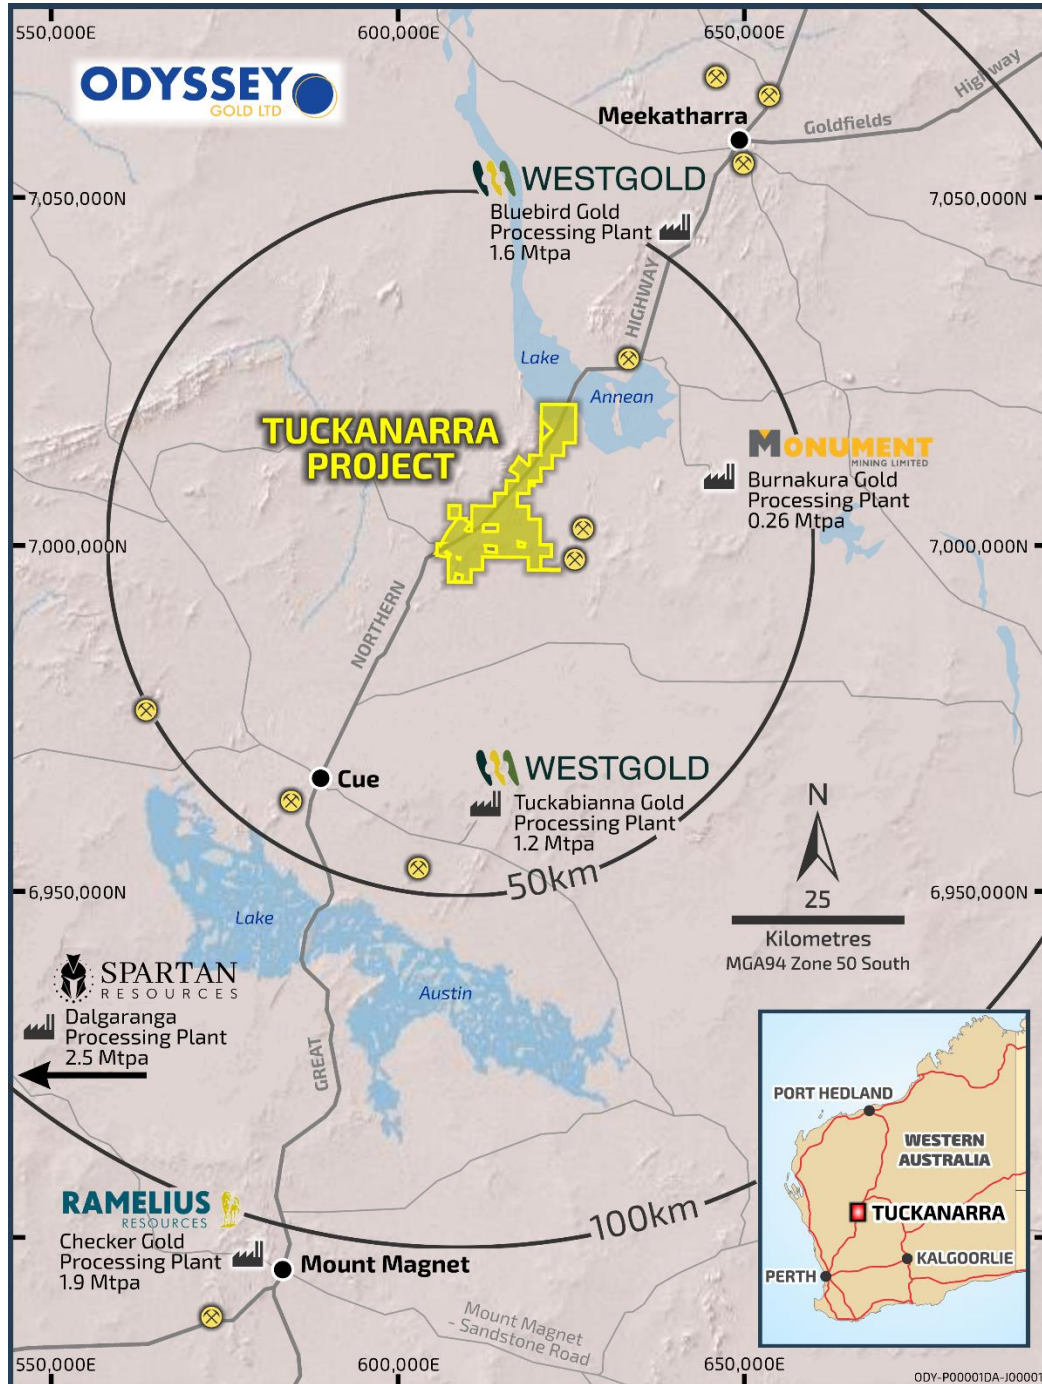 550,000E
600,000E
650,000E
ODYSSEY
GOLD LTD
Meekatharra
Goldfields
Highway
7,050,000N
7,050,000N
WESTGOLD
Bluebird Gold
Processing Plant
1.6 Mtpa
HIGHWAY
Lake
Annean
TUCKANARRA
PROJECT
MONUMENT
MINING LIMITED
Burnakura Gold
Processing Plant
0.26 Mtpa
7,000,000N
7,000,000N
NORTHERN
Cue
WESTGOLD
Tuckabianna Gold
Processing Plant
1.2 Mtpa
50km
N
25
Kilometres
MGA94 Zone 50 South
6,950,000N
6,950,000N
Lake
Austin
SPARTAN
RESOURCES
Dalgaranga
Processing Plant
2.5 Mtpa
GREAT
PORT HEDLAND
WESTERN
AUSTRALIA
TUCKANARRA
KALGOORLIE
PERTH
RAMELIUS
RESOURCES
Checker Gold
Processing Plant
1.9 Mtpa
100km
Mount Magnet
Mount Magnet
- Sandstone Road
550,000E
600,000E
650,000E
ODY-P00001DA-J00001